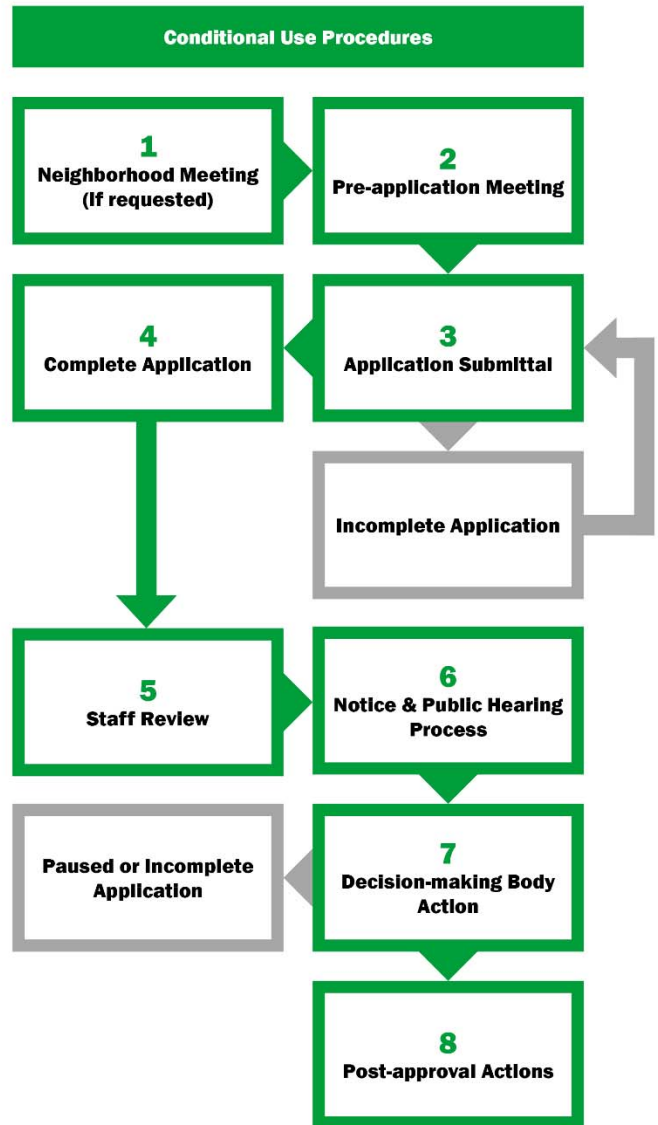 Conditional Use Procedures
1
Neighborhood Meeting
(If requested)
2
Pre-application Meeting
3
Application Submittal
4
Complete Application
Incomplete Application
5
Staff Review
6
Notice & Public Hearing
Process
7
Decision-making Body
Action
Paused or Incomplete
Application
8
Post-approval Actions